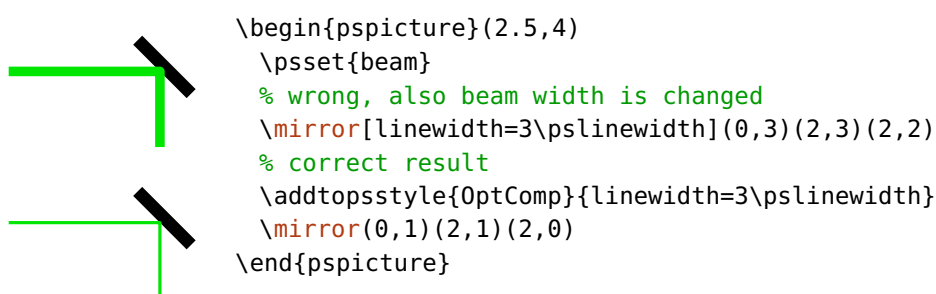 \begin{pspicture}(2.5,4)
\psset{beam}
% wrong, also beam width is changed
\mirror[linewidth=3\pslinewidth](0,3)(2,3)(2,2)
% correct result
\addtopsstyle{OptComp}{linewidth=3\pslinewidth}
\mirror(0,1)(2,1)(2,0)
\end{pspicture}